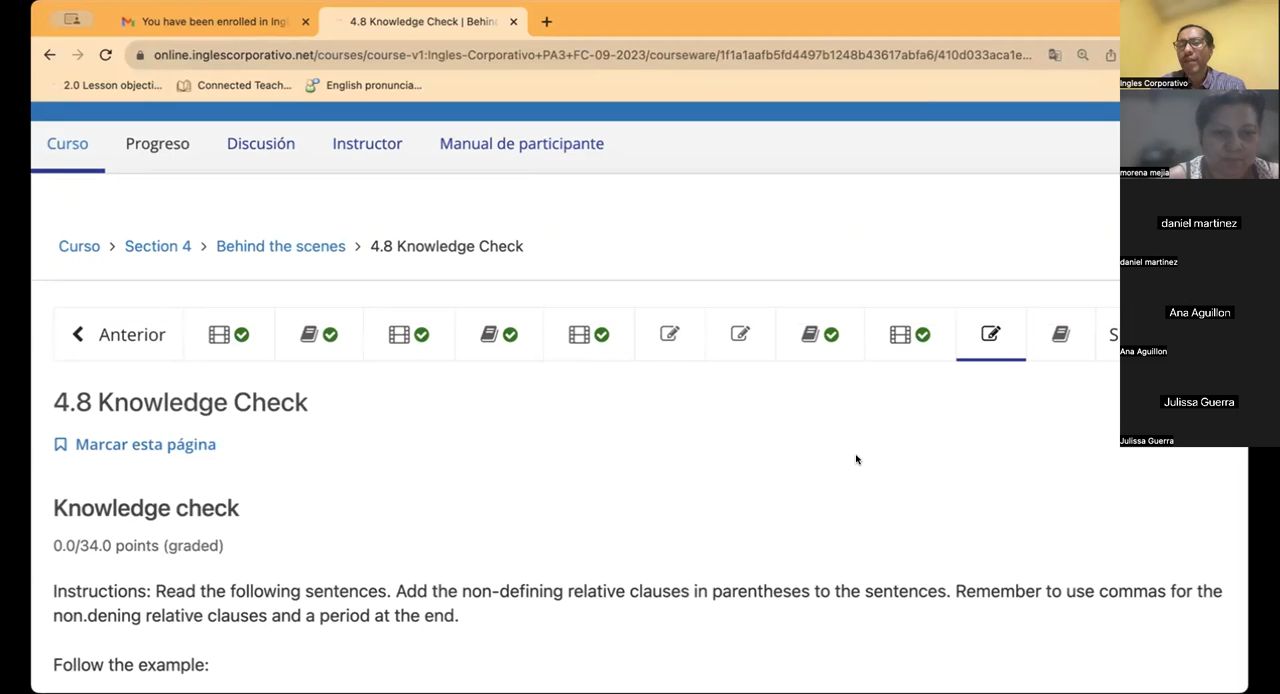 You have been enrolled in Ingl
4.8 Knowledge Check | Behin
online.inglescorporativo.net/courses/course-v1:Ingles-Corporativo+PA3+FC-09-2023/courseware/1f1a1aafb5fd4497b1248b43617abfa6/410d033aca1e...
2.0 Lesson objecti...
Connected Teach...
English pronuncia...
Curso
Progreso
Discusión
Instructor
Manual de participante
Curso > Section 4 > Behind the scenes > 4.8 Knowledge Check
Anterior
S
4.8 Knowledge Check
Marcar esta página
Knowledge check
0.0/34.0 points (graded)
Instructions: Read the following sentences. Add the non-defining relative clauses in parentheses to the sentences. Remember to use commas for the
non.dening relative clauses and a period at the end.
Follow the example:
Ingles Corporativo
morena mejia
daniel martinez
daniel martinez
Ana Aguillon
Ana Aguillon
Julissa Guerra
Julissa Guerra